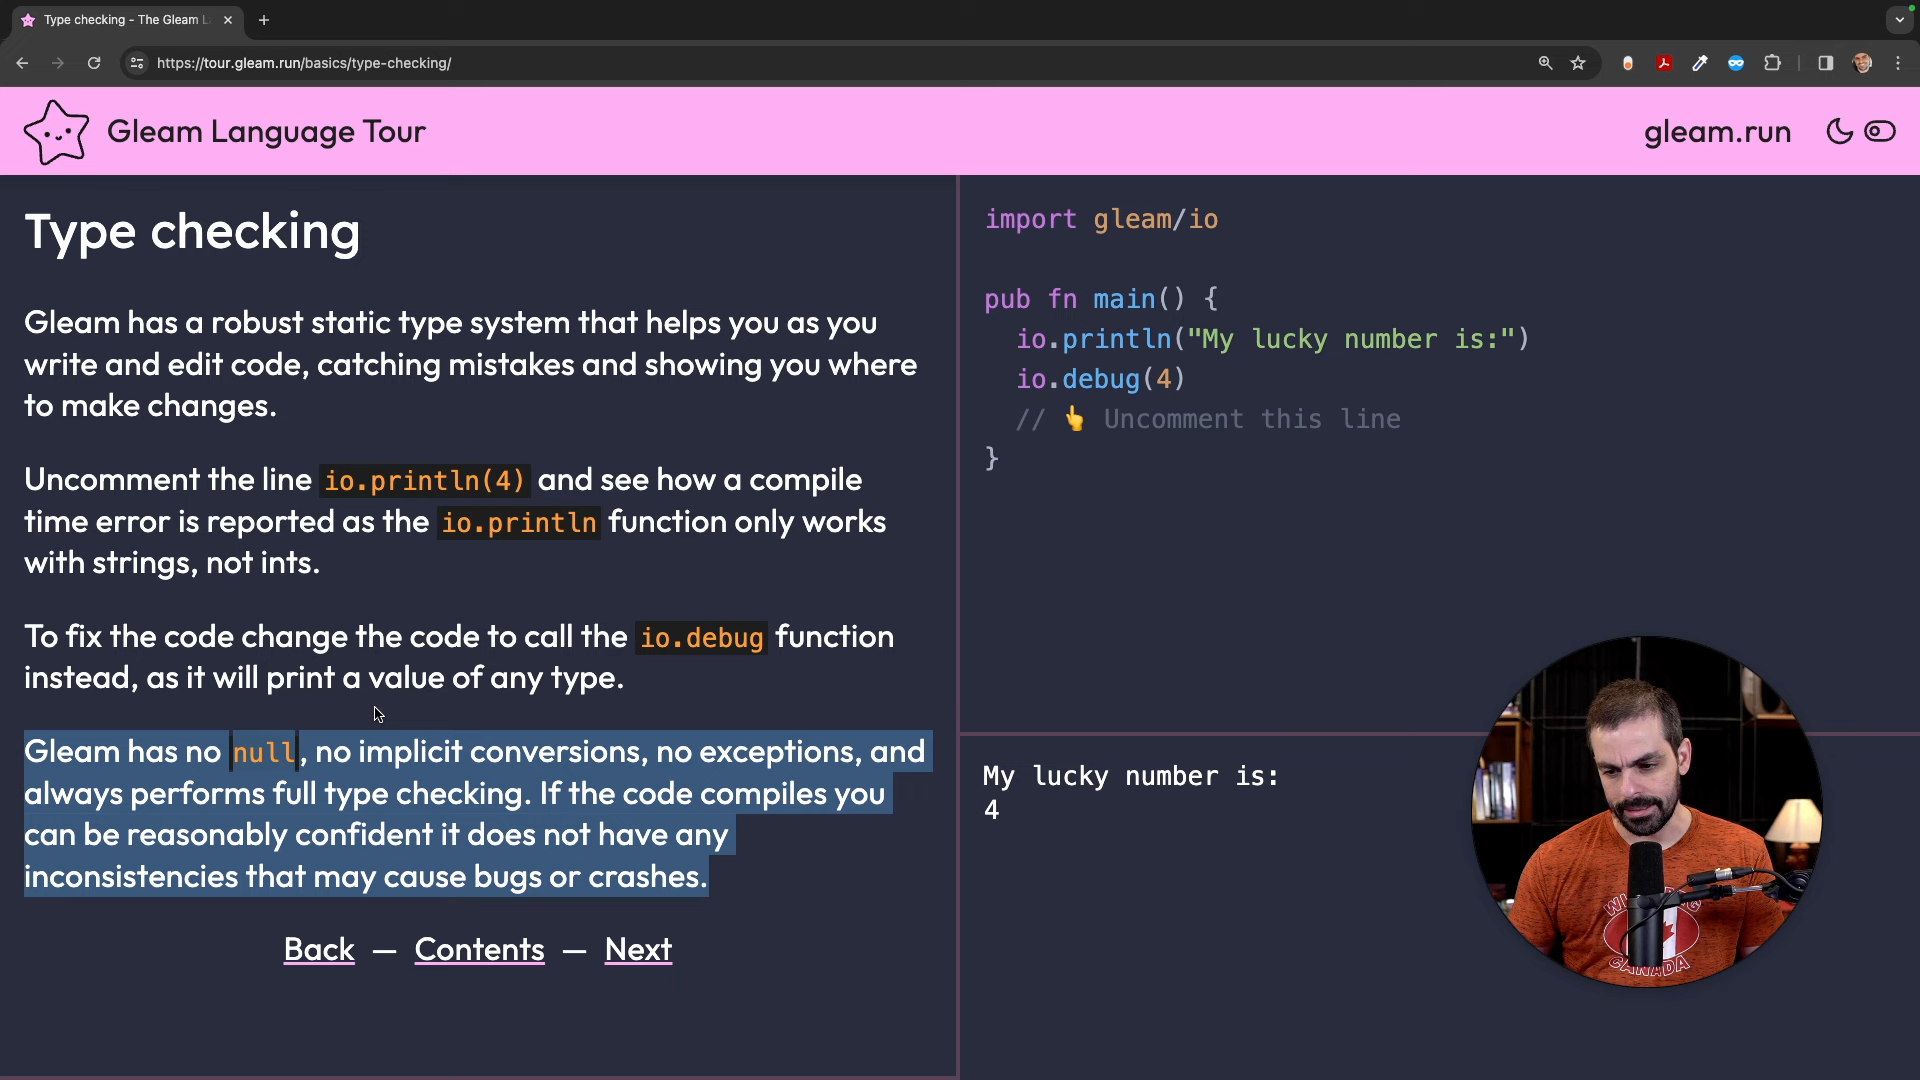 Type checking - The Gleam L
https://tour.gleam.run/basics/type-checking/
Gleam Language Tour
gleam.run
Type checking
Gleam has a robust static type system that helps you as you
write and edit code, catching mistakes and showing you where
to make changes.
Uncomment the line io.println(4) and see how a compile
time error is reported as the io.println function only works
with strings, not ints.
To fix the code change the code to call the io.debug function
instead, as it will print a value of any type.
Gleam has no null, no implicit conversions, no exceptions, and
always performs full type checking. If the code compiles you
can be reasonably confident it does not have any
inconsistencies that may cause bugs or crashes.
Back — Contents — Next
import gleam/io
pub fn main() {
io.println("My lucky number is:")
io.debug(4)
// 👆 Uncomment this line
}
My lucky number is:
4
CANADA